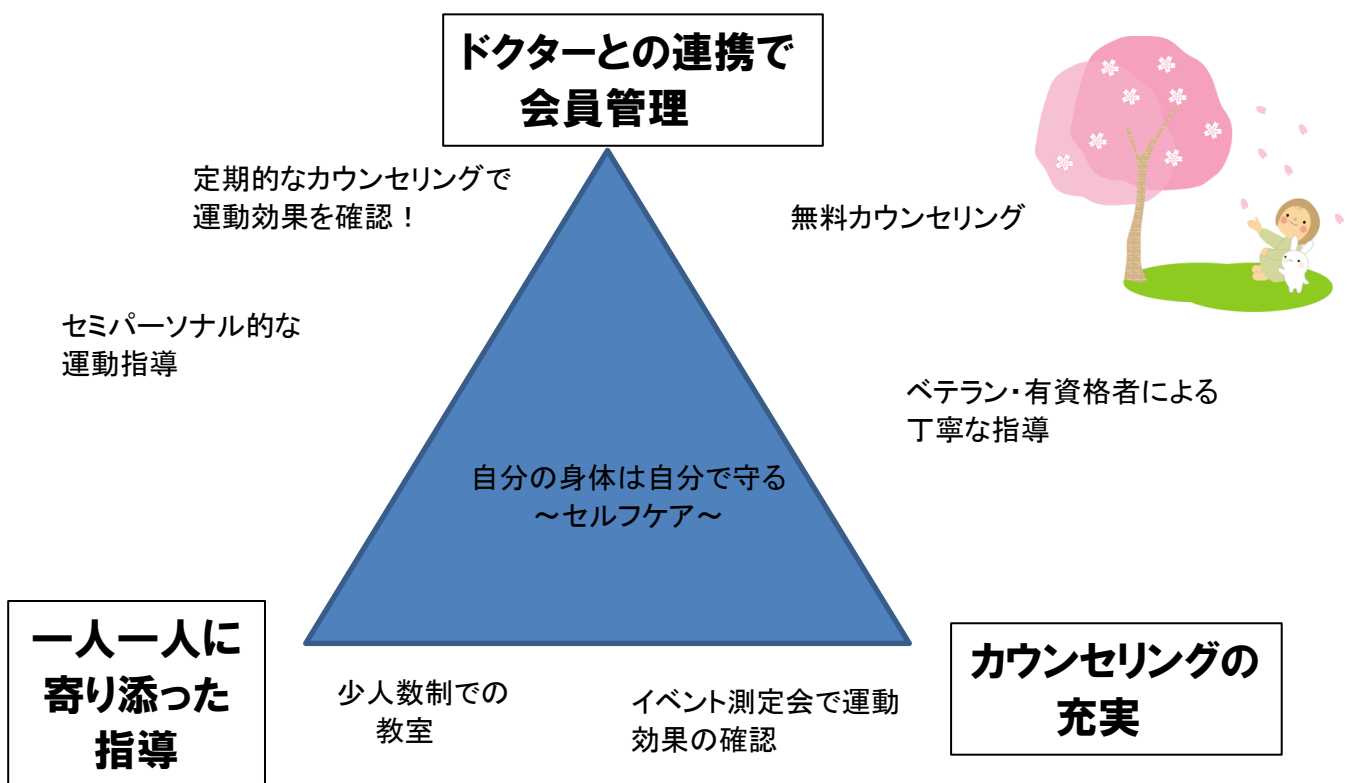 ドクターとの連携で
会員管理
定期的なカウンセリングで
運動効果を確認！
無料カウンセリング
セミパーソナル的な
運動指導
ベテラン・有資格者による
丁寧な指導
自分の身体は自分で守る
～セルフケア～
一人一人に
寄り添った
指導
少人数制での
教室
イベント測定会で運動
効果の確認
カウンセリングの
充実